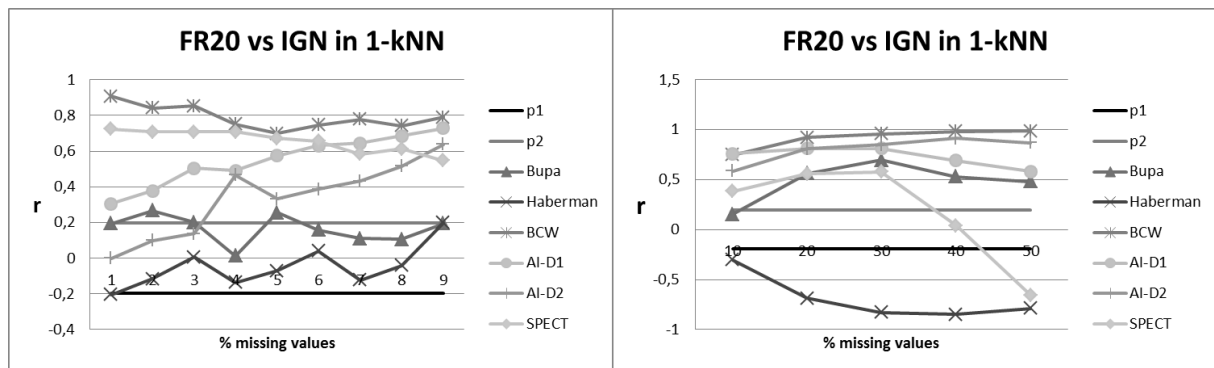 FR20 vs IGN in 1-kNN
1
0,8
0,6
0,4
0,2
0
-0,2
-0,4
r
1 2 3 4 5 6 7 8 9
% missing values
p1
p2
Bupa
Haberman
BCW
AI-D1
AI-D2
SPECT
FR20 vs IGN in 1-kNN
1,5
1
0,5
0
-0,5
-1
r
10 20 30 40 50
% missing values
p1
p2
Bupa
Haberman
BCW
AI-D1
AI-D2
SPECT